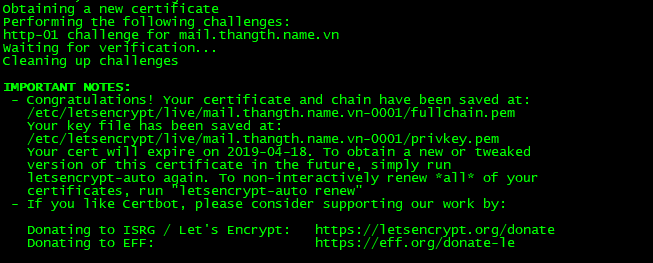 Obtaining a new certificate
Performing the following challenges:
http-01 challenge for mail.thangth.name.vn
Waiting for verification...
Cleaning up challenges
IMPORTANT NOTES:
- Congratulations! Your certificate and chain have been saved at:
/etc/letsencrypt/live/mail.thangth.name.vn-0001/fullchain.pem
Your key file has been saved at:
/etc/letsencrypt/live/mail.thangth.name.vn-0001/privkey.pem
Your cert will expire on 2019-04-18. To obtain a new or tweaked
version of this certificate in the future, simply run
letsencrypt-auto again. To non-interactively renew *all* of your
certificates, run "letsencrypt-auto renew"
- If you like Certbot, please consider supporting our work by:
Donating to ISRG / Let's Encrypt: https://letsencrypt.org/donate
Donating to EFF: https://eff.org/donate-le